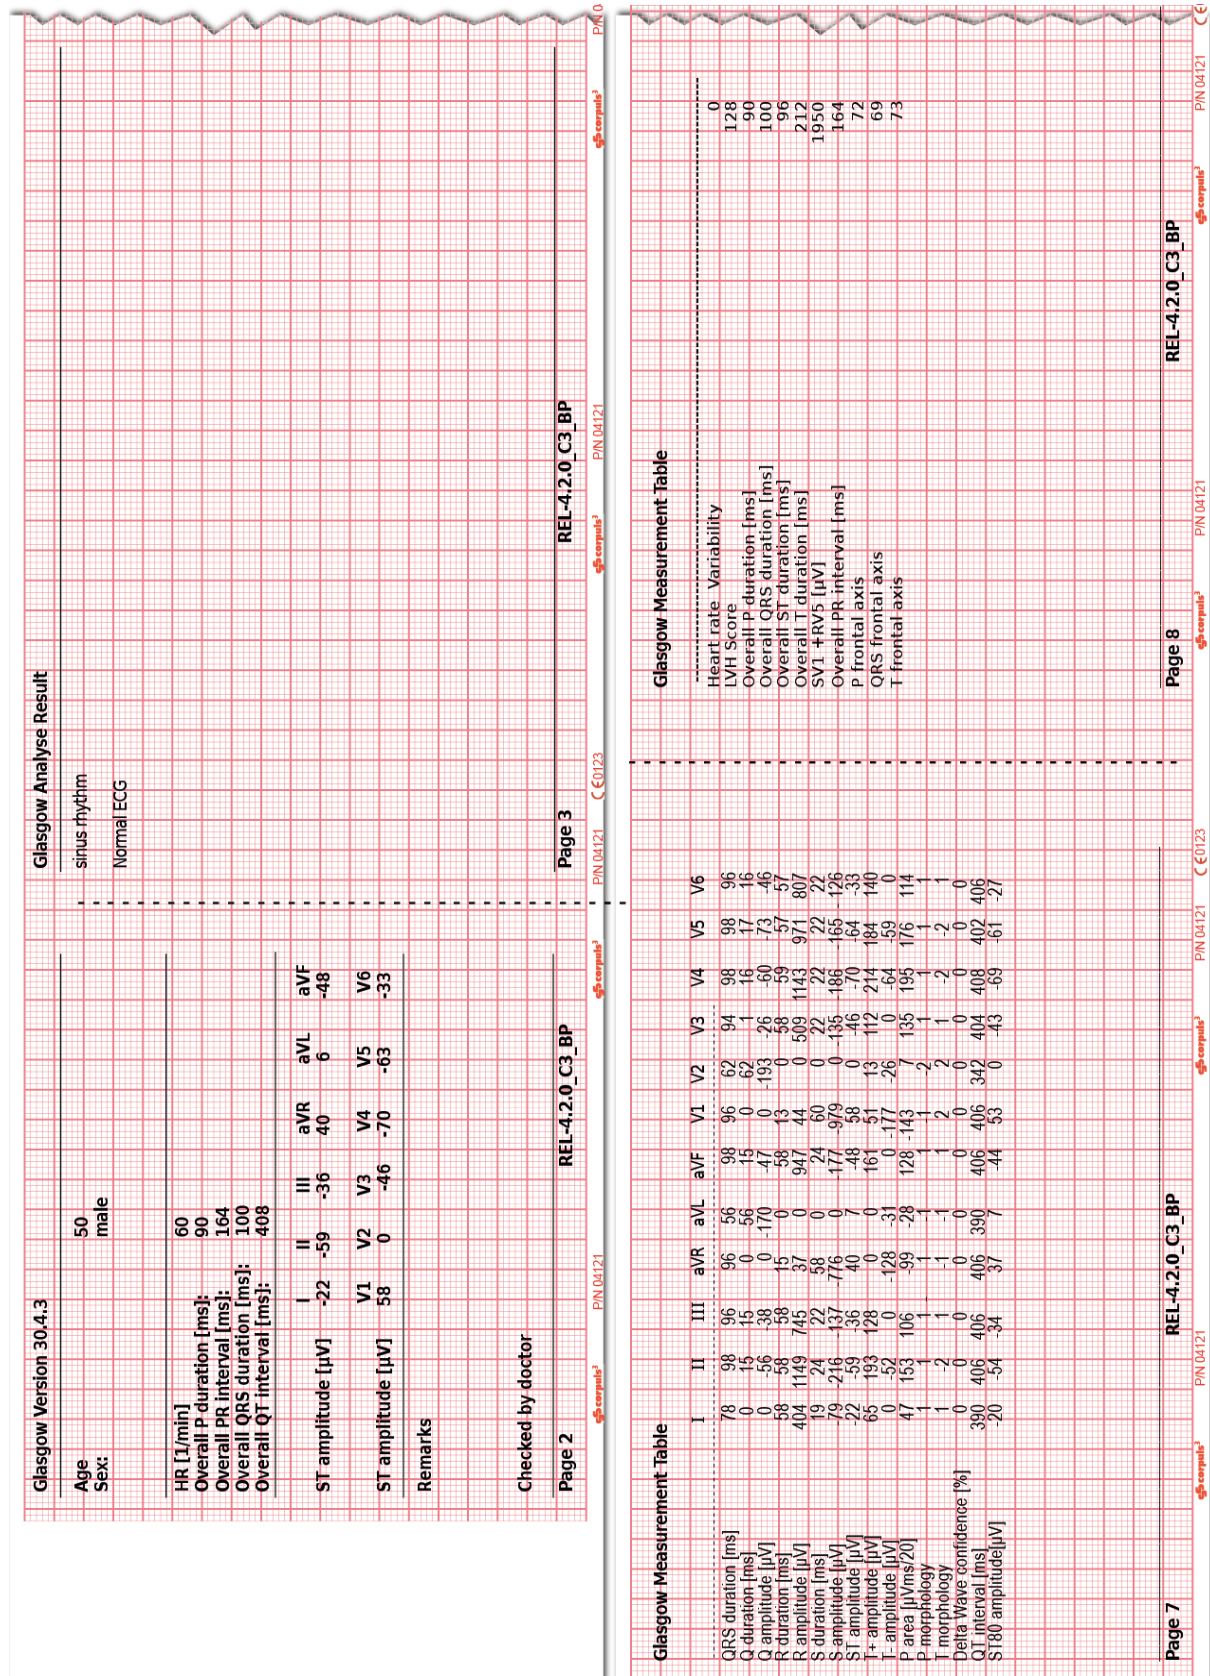 Glasgow Version 30.4.3
Age 50
Sex: male
HR [1/min] 60
Overall P duration [ms]: 90
Overall PR interval [ms]: 164
Overall QRS duration [ms]: 100
Overall QT interval [ms]: 408
I II III aVR aVL aVF
ST amplitude [µV] -22 -59 -36 40 6 -48
V1 V2 V3 V4 V5 V6
ST amplitude [µV] 58 0 -46 -70 -63 -33
Remarks
Checked by doctor
Page 2 REL-4.2.0_C3_BP
Glasgow Analyse Result
sinus rhythm
Normal ECG
Page 3 REL-4.2.0_C3_BP
corpuls³ P/N 04121 corpuls³ P/N 04121 CE0123 corpuls³ P/N 04121 corpuls³ P/N 0
Glasgow Measurement Table
I II III aVR aVL aVF V1 V2 V3 V4 V5 V6
QRS duration [ms] 78 98 96 96 56 98 96 62 94 98 98 96
Q duration [ms] 0 15 15 0 56 15 0 62 1 16 17 16
Q amplitude [µV] 0 -56 -38 0 -170 -47 0 -193 -26 -60 -73 -46
R duration [ms] 58 58 58 15 0 58 13 0 58 59 57 57
R amplitude [µV] 404 1149 745 37 0 947 44 0 509 1143 971 807
S duration [ms] 19 24 22 58 0 24 60 0 22 22 22 22
S amplitude [µV] -79 -216 -137 -776 0 -177 -979 0 -135 -186 -165 -126
ST amplitude [µV] -22 -59 -36 40 7 -48 58 0 -46 -70 -64 -33
T+ amplitude [µV] 65 193 128 0 0 161 51 13 112 214 184 140
T- amplitude [µV] 0 -52 0 -128 -31 0 -177 -26 0 -64 -59 0
P area [µVms/20] 47 153 106 -99 -28 128 -143 7 135 195 176 114
P morphology 1 1 1 -1 -1 1 -1 -2 1 1 1 1
T morphology 1 -2 1 -1 -1 1 2 2 1 -2 -2 1
Delta Wave confidence [%] 0 0 0 0 0 0 0 0 0 0 0 0
QT interval [ms] 390 406 406 406 390 406 406 342 404 408 402 406
ST80 amplitude[µV] -20 -54 -34 37 7 -44 53 0 -43 -69 -61 -27
Page 7 REL-4.2.0_C3_BP
Glasgow Measurement Table
Heart rate Variability 0
LVH Score 128
Overall P duration [ms] 90
Overall QRS duration [ms] 100
Overall ST duration [ms] 96
Overall T duration [ms] 212
SV1 +RV5 [µV] 1950
Overall PR interval [ms] 164
P frontal axis 72
QRS frontal axis 69
T frontal axis 73
Page 8 REL-4.2.0_C3_BP
corpuls³ P/N 04121 corpuls³ P/N 04121 CE0123 corpuls³ P/N 04121 corpuls³ P/N 04121 CE